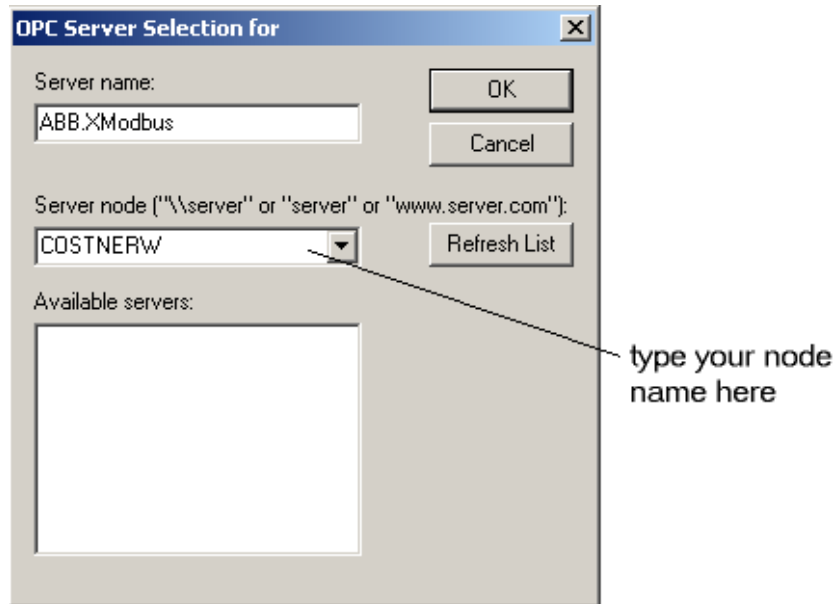 OPC Server Selection for
Server name:
OK
ABB.XModbus
Cancel
Server node ("\\server" or "server" or "www.server.com"):
COSTNERW
Refresh List
Available servers:
type your node
name here